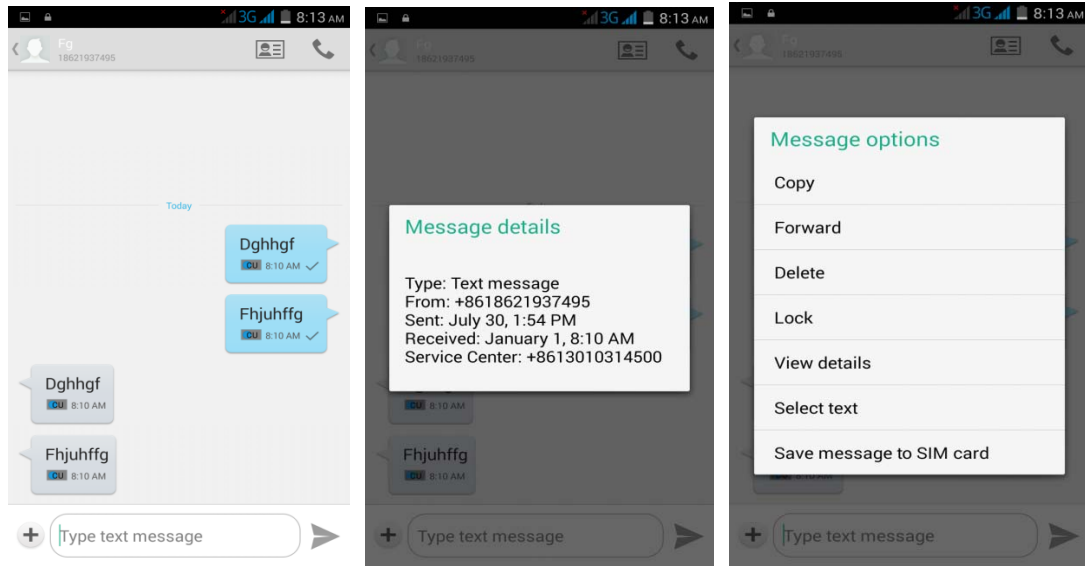 3G 8:13 AM
Fg
18621937495
Today
Dghhgf
CU 8:10 AM
Fhjuhffg
CU 8:10 AM
Dghhgf
CU 8:10 AM
Fhjuhffg
CU 8:10 AM
Type text message
3G 8:13 AM
Fg
18621937495
Message details
Type: Text message
From: +8618621937495
Sent: July 30, 1:54 PM
Received: January 1, 8:10 AM
Service Center: +8613010314500
CU 8:10 AM
Fhjuhffg
CU 8:10 AM
Type text message
3G 8:13 AM
Fg
18621937495
Message options
Copy
Forward
Delete
Lock
View details
Select text
Save message to SIM card
CU 8:10 AM
Type text message